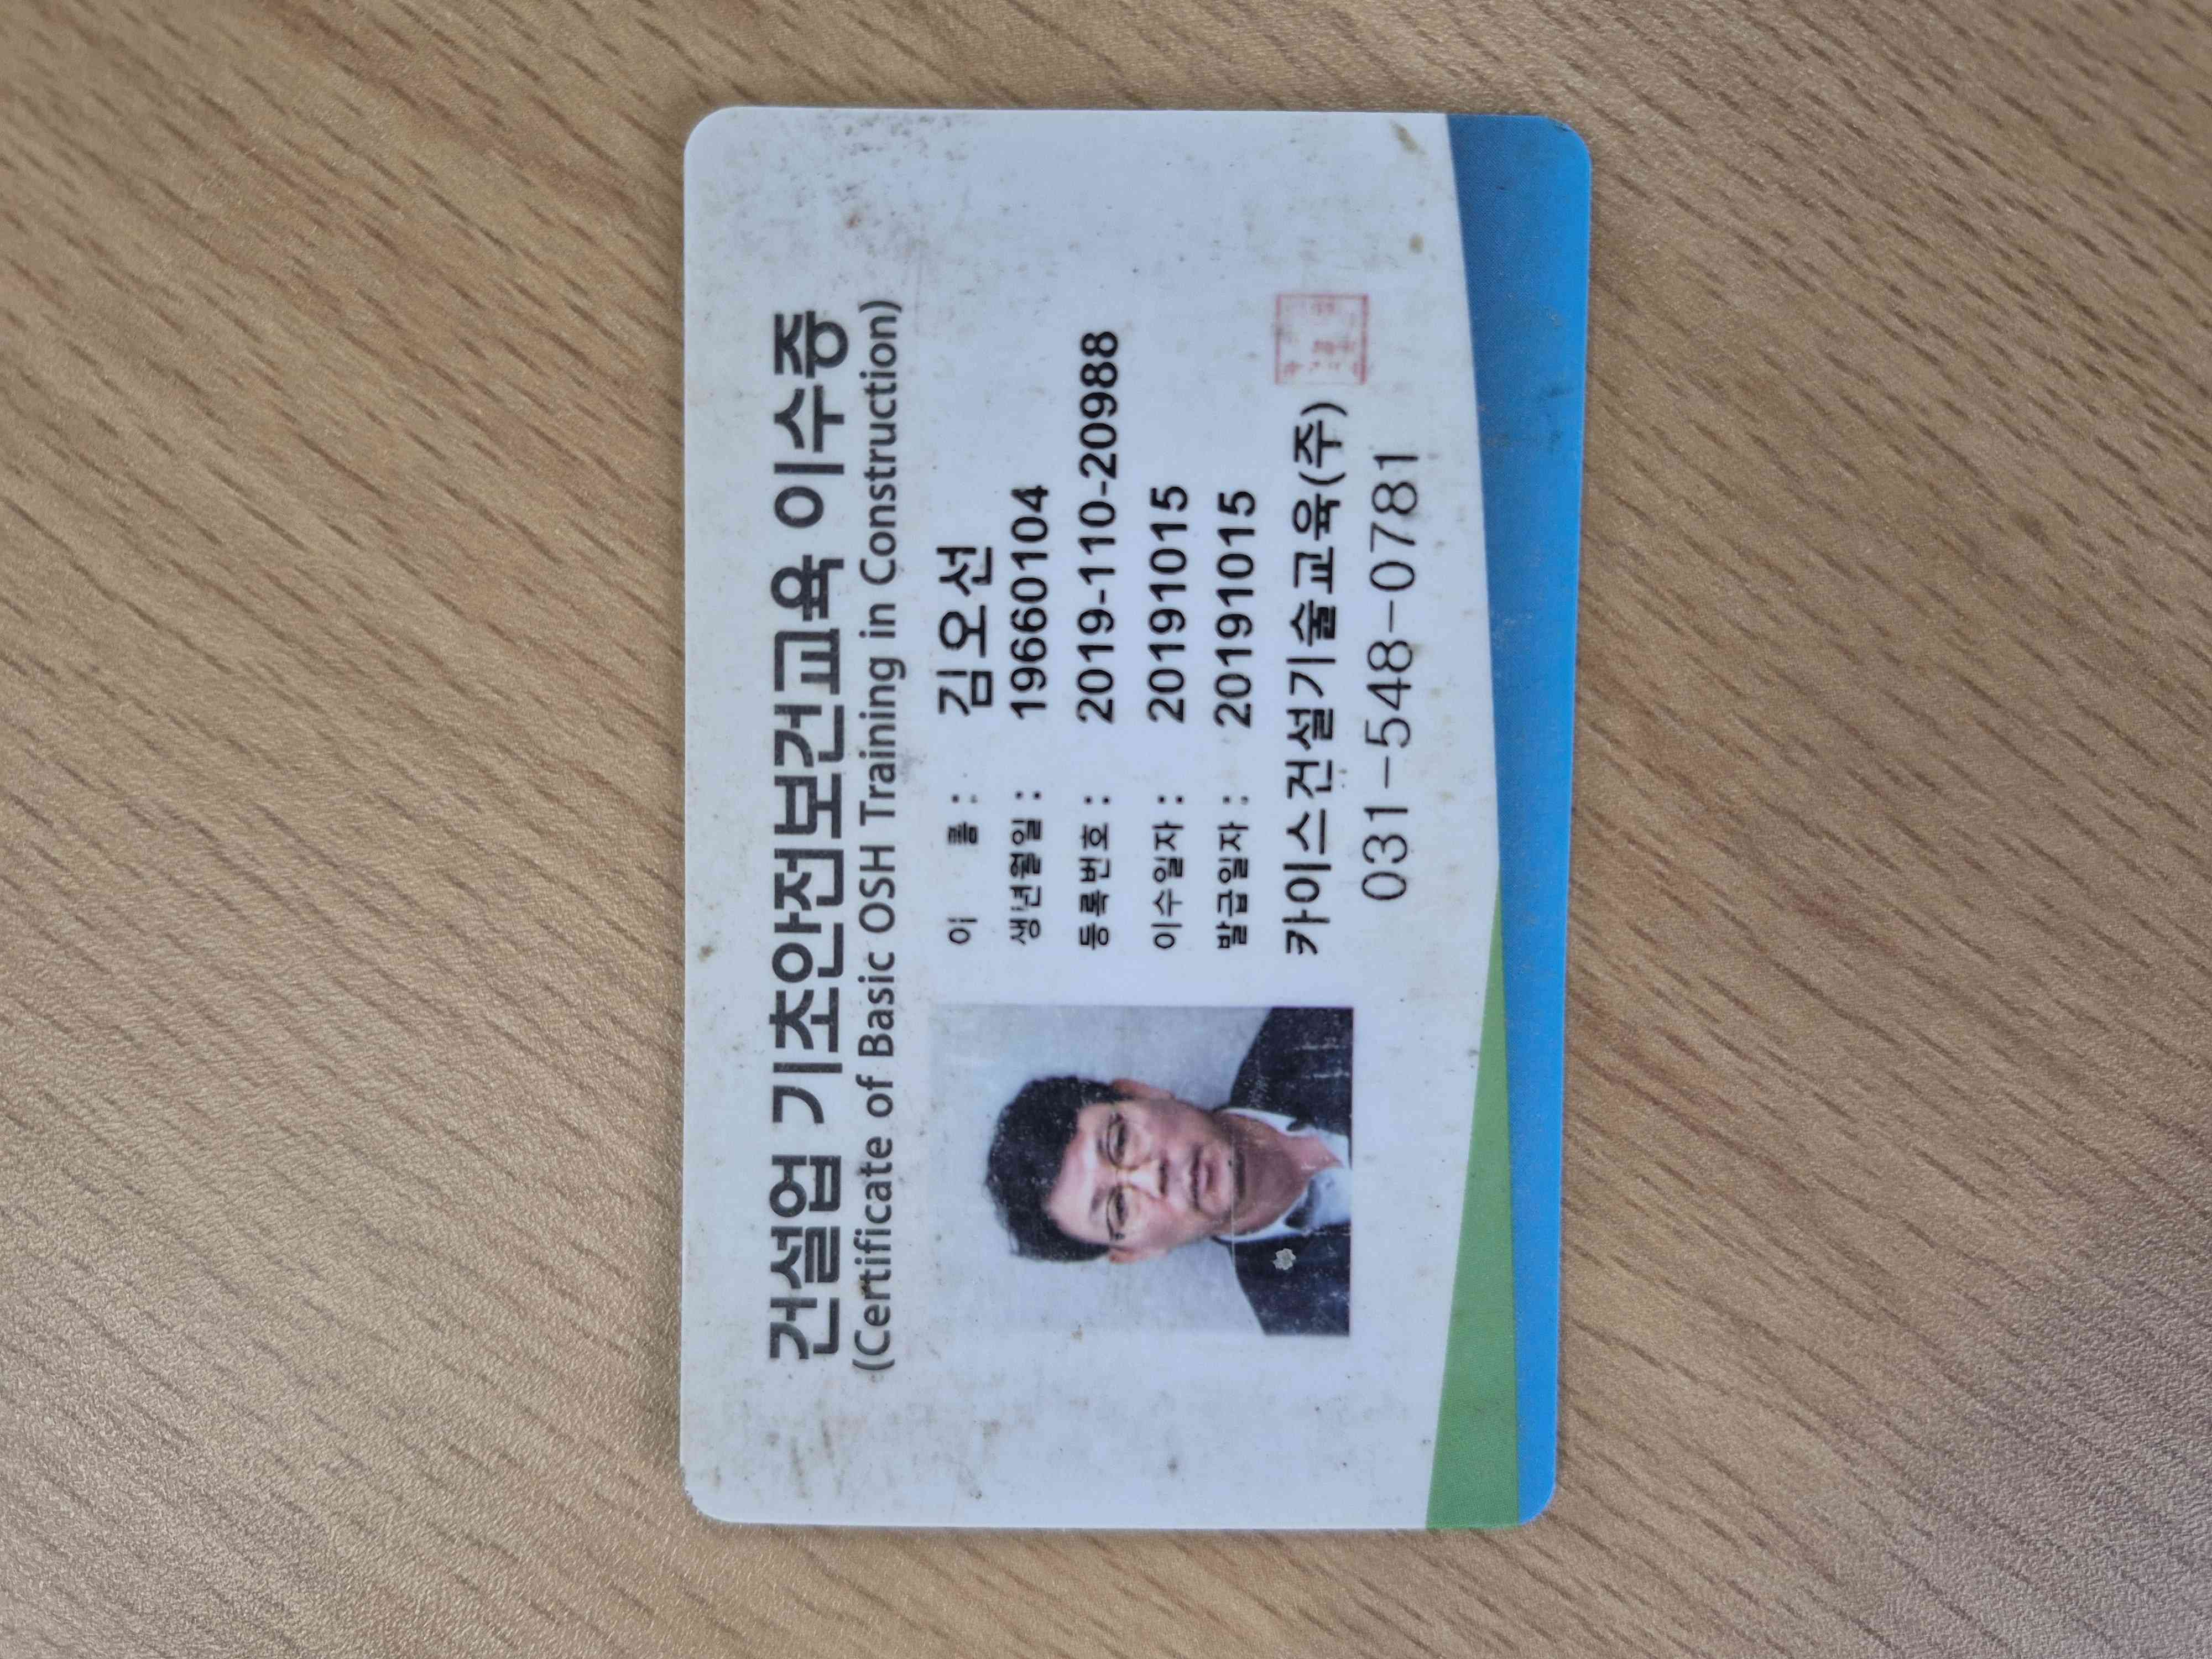 건설업 기초안전보건교육 이수증
(Certificate of Basic OSH Training in Construction)
이 름 : 김오선
생년월일 : 19660104
등록번호 : 2019-110-20988
이수일자 : 20191015
발급일자 : 20191015
카이스건설기술교육(주)
031-548-0781